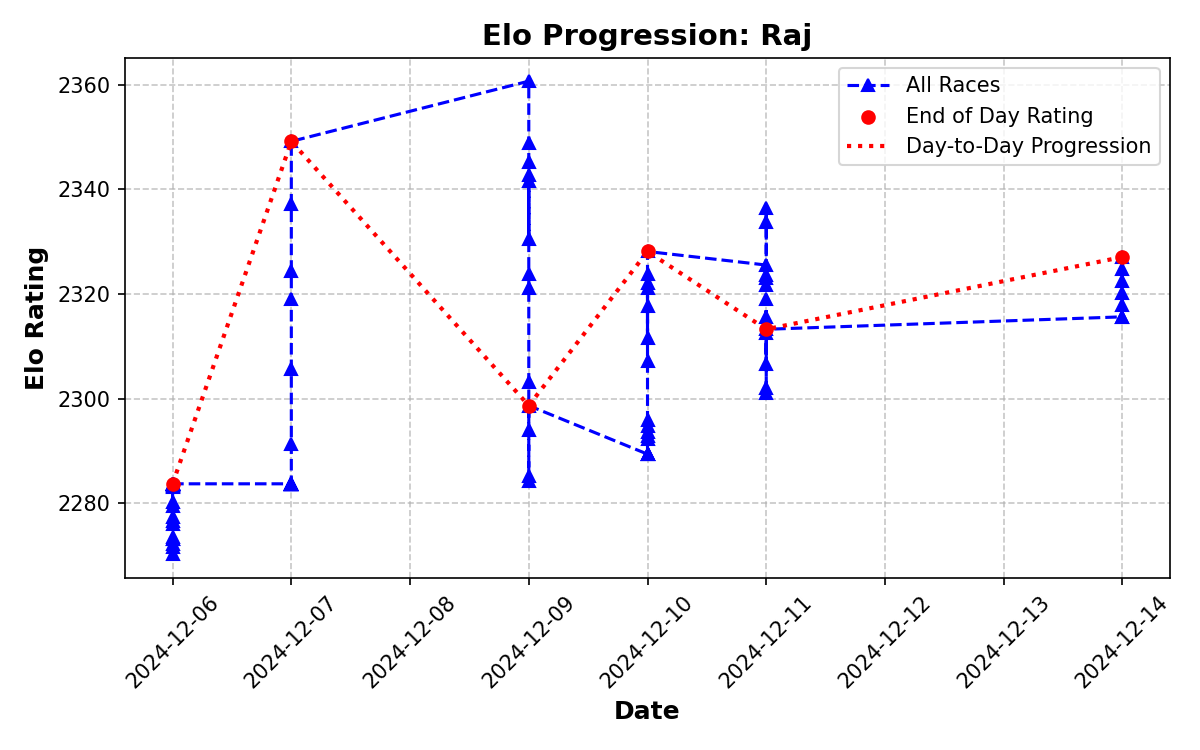 Elo Progression: Raj
All Races
End of Day Rating
Day-to-Day Progression
Elo Rating
2360
2340
2320
2300
2280
2024-12-06
2024-12-07
2024-12-08
2024-12-09
2024-12-10
2024-12-11
2024-12-12
2024-12-13
2024-12-14
Date